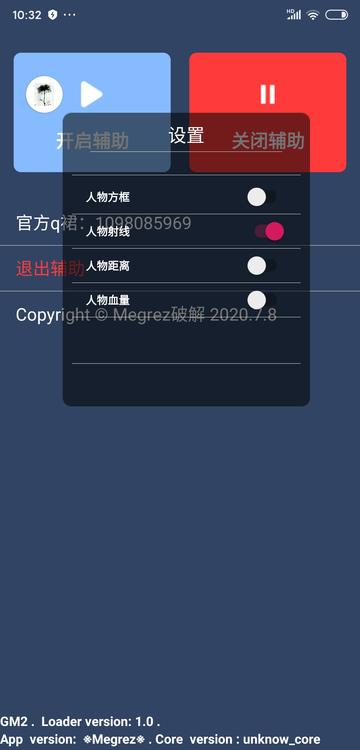 10:32
HD
开启辅助
关闭辅助
设置
人物方框
官方q裙：1098085969
人物射线
人物距离
退出辅助
人物血量
Copyright © Megrez破解 2020.7.8
GM2 .  Loader version: 1.0 .
App  version:  ※Megrez※ . Core  version : unknow_core